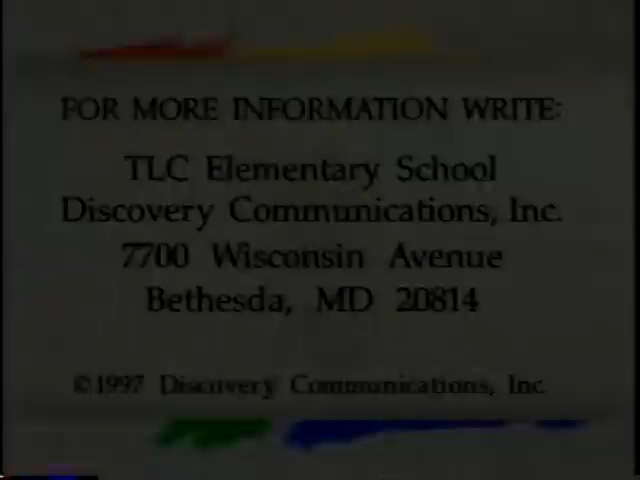 FOR MORE INFORMATION WRITE:
TLC Elementary School
Discovery Communications, Inc.
7700 Wisconsin Avenue
Bethesda, MD 20814
©1997 Discovery Communications, Inc.